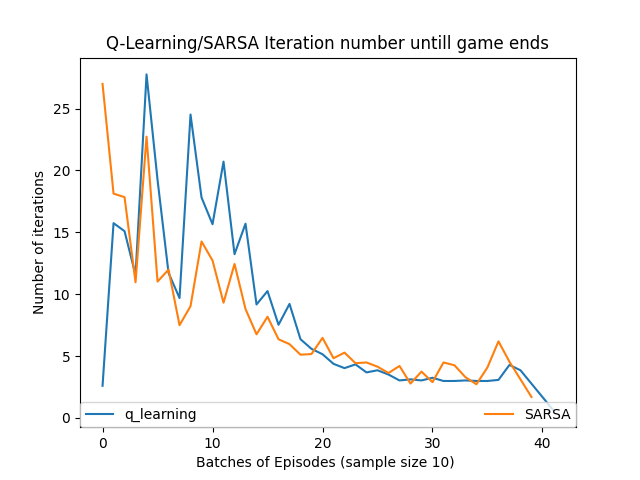 Q-Learning/SARSA Iteration number untill game ends
Number of iterations
25
20
15
10
5
0
q_learning
SARSA
0 10 20 30 40
Batches of Episodes (sample size 10)